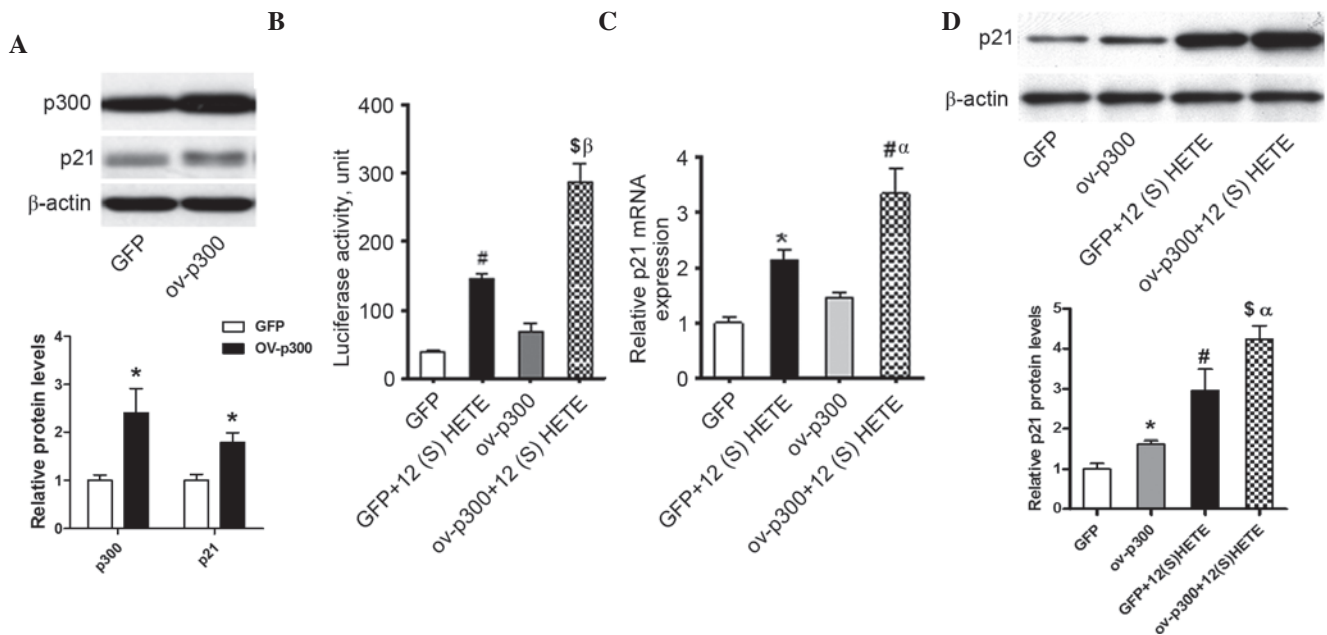 A
p300
p21
β-actin
GFP
ov-p300
GFP
OV-p300
Relative protein levels
4
3
2
1
0
*
*
p300
p21
B
Luciferase activity, unit
400
300
200
100
0
#
$β
GFP
GFP+12 (S) HETE
ov-p300
ov-p300+12 (S) HETE
C
Relative p21 mRNA
expression
4
3
2
1
0
*
#α
GFP
GFP+12 (S) HETE
ov-p300
ov-p300+12 (S) HETE
D
p21
β-actin
GFP
ov-p300
GFP+12 (S) HETE
ov-p300+12 (S) HETE
Relative p21 protein levels
5
4
3
2
1
0
*
#
$ α
GFP
ov-p300
GFP+12(S)HETE
ov-p300+12(S)HETE